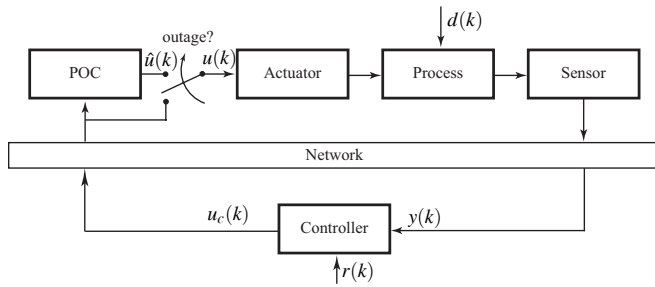 d(k)
outage?
POC
û(k)
u(k)
Actuator
Process
Sensor
Network
u_c(k)
Controller
y(k)
r(k)